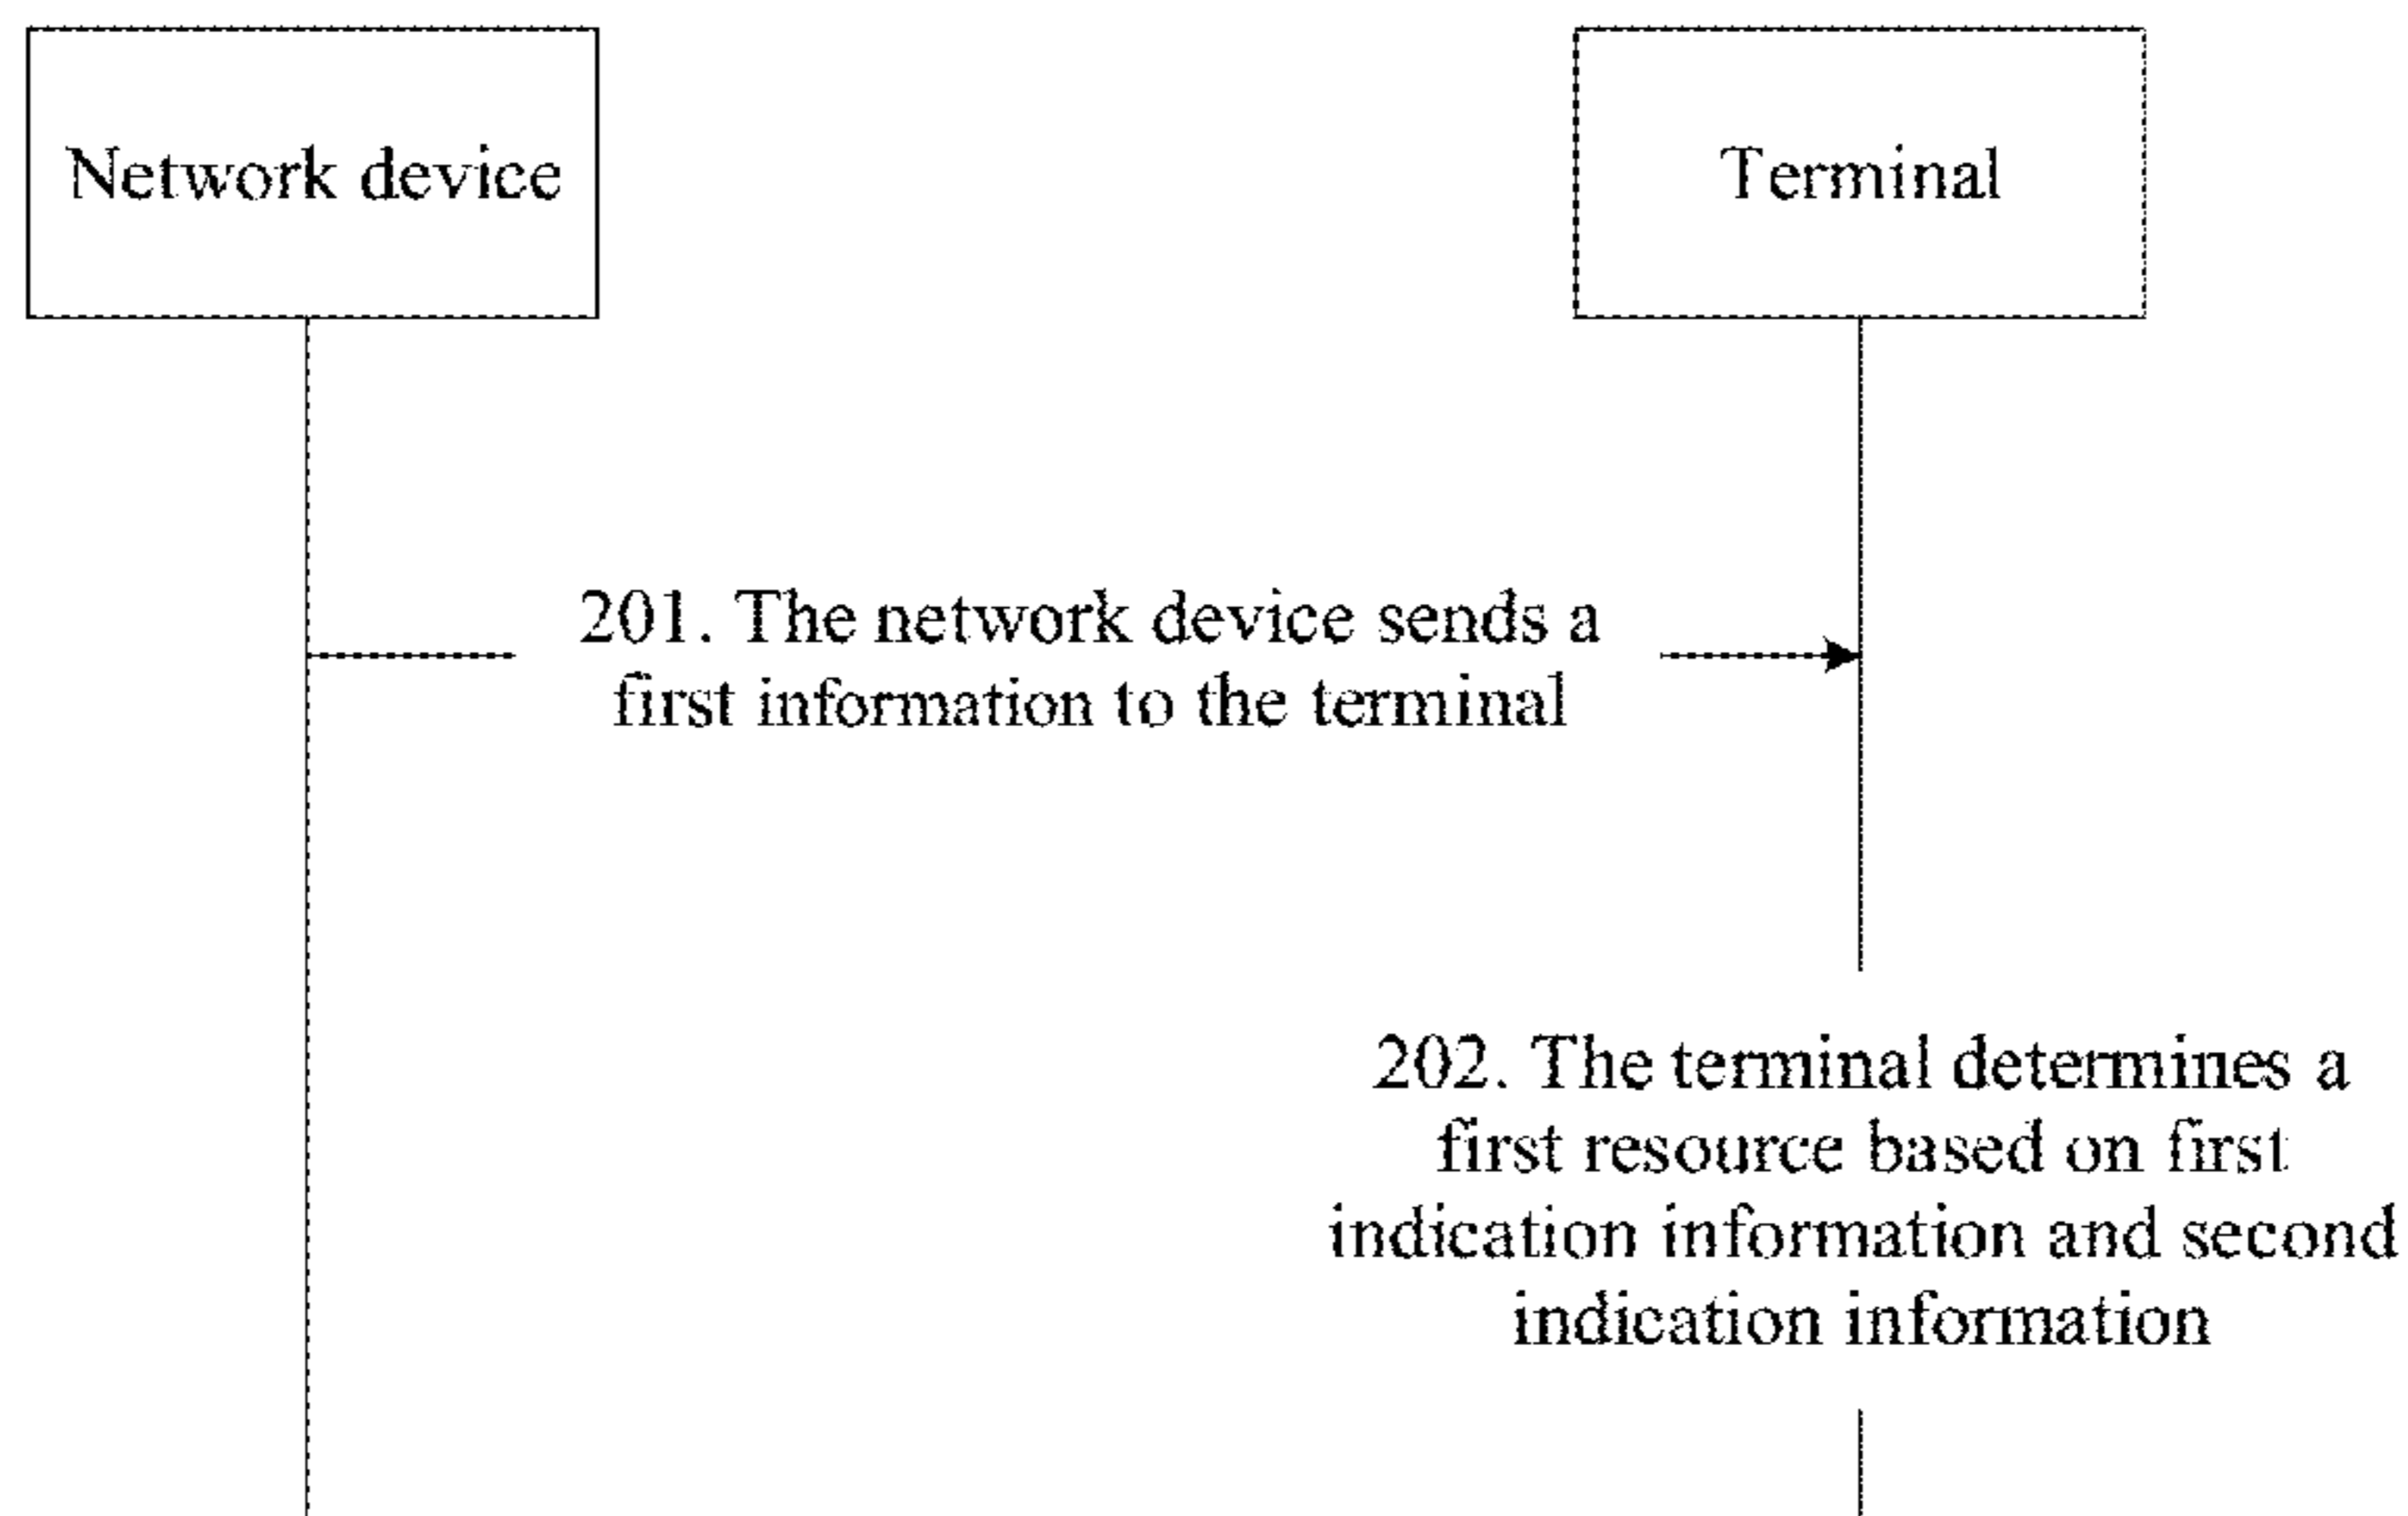 Network device
Terminal
201. The network device sends a
first information to the terminal
202. The terminal determines a
first resource based on first
indication information and second
indication information